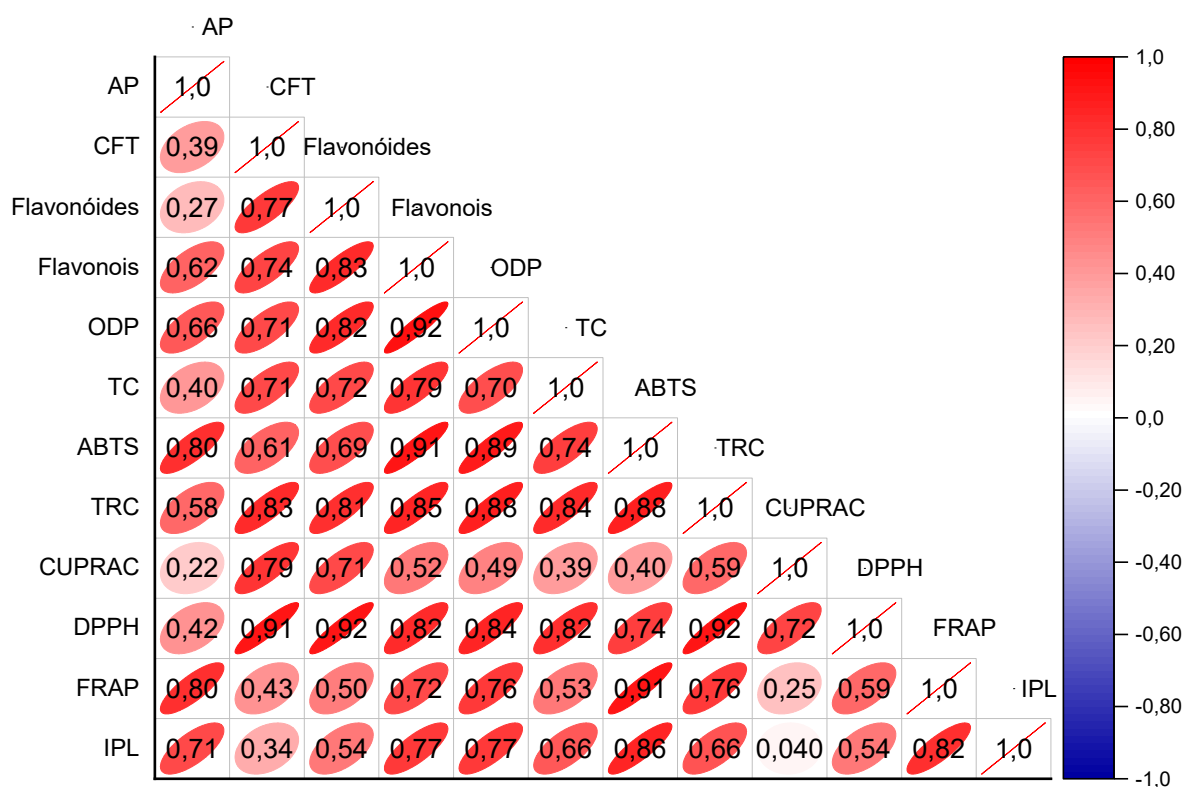 AP
AP 1,0 CFT
CFT 0,39 1,0 Flavonóides
Flavonóides 0,27 0,77 1,0 Flavonois
Flavonois 0,62 0,74 0,83 1,0 ODP
ODP 0,66 0,71 0,82 0,92 1,0 TC
TC 0,40 0,71 0,72 0,79 0,70 1,0 ABTS
ABTS 0,80 0,61 0,69 0,91 0,89 0,74 1,0 TRC
TRC 0,58 0,83 0,81 0,85 0,88 0,84 0,88 1,0 CUPRAC
CUPRAC 0,22 0,79 0,71 0,52 0,49 0,39 0,40 0,59 1,0 DPPH
DPPH 0,42 0,91 0,92 0,82 0,84 0,82 0,74 0,92 0,72 1,0 FRAP
FRAP 0,80 0,43 0,50 0,72 0,76 0,53 0,91 0,76 0,25 0,59 1,0 IPL
IPL 0,71 0,34 0,54 0,77 0,77 0,66 0,86 0,66 0,040 0,54 0,82 1,0
1,0
0,80
0,60
0,40
0,20
0,0
-0,20
-0,40
-0,60
-0,80
-1,0